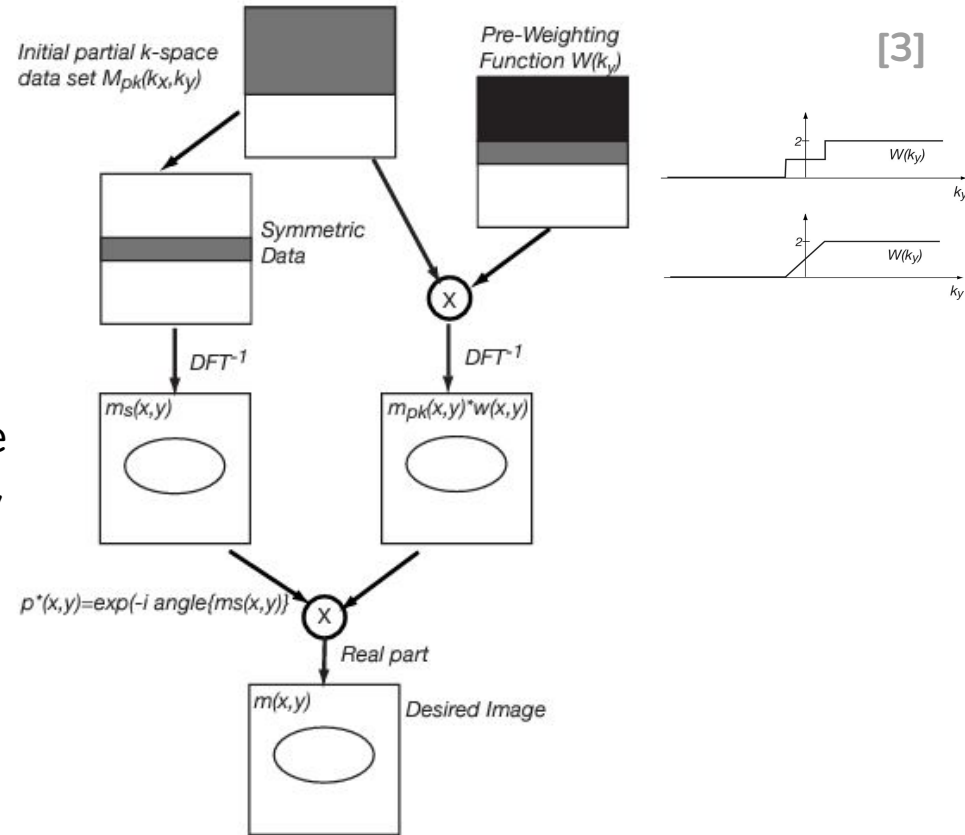 Initial partial k-space
data set Mpk(kx,ky)
Pre-Weighting
Function W(ky)
[3]
2
W(ky)
ky
2
W(ky)
ky
Symmetric
Data
X
DFT-1
DFT-1
ms(x,y)
mpk(x,y)*w(x,y)
e
,
p*(x,y)=exp(-i angle{ms(x,y)}
X
Real part
m(x,y)
Desired Image